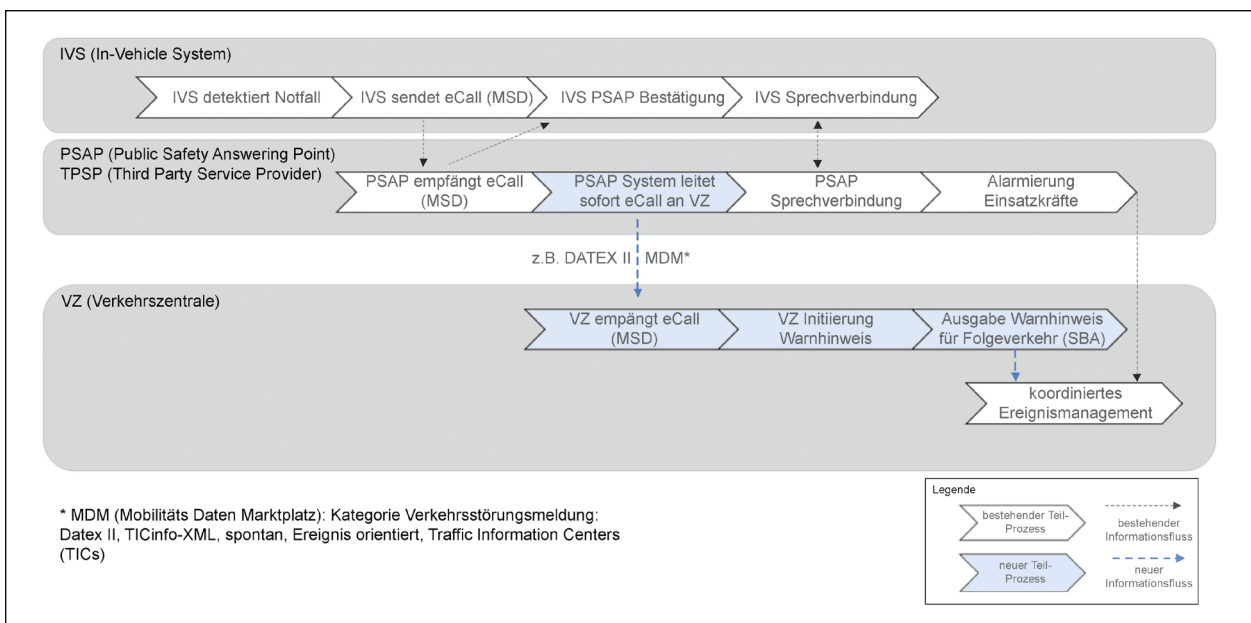 IVS (In-Vehicle System)
IVS detektiert Notfall
IVS sendet eCall (MSD)
IVS PSAP Bestätigung
IVS Sprechverbindung
PSAP (Public Safety Answering Point)
TPSP (Third Party Service Provider)
PSAP empfängt eCall
(MSD)
PSAP System leitet
sofort eCall an VZ
PSAP
Sprechverbindung
Alarmierung
Einsatzkräfte
z.B. DATEX II
MDM*
VZ (Verkehrszentrale)
VZ empängt eCall
(MSD)
VZ Initiierung
Warnhinweis
Ausgabe Warnhinweis
für Folgeverkehr (SBA)
koordiniertes
Ereignismanagement
* MDM (Mobilitäts Daten Marktplatz): Kategorie Verkehrsstörungsmeldung:
Datex II, TICinfo-XML, spontan, Ereignis orientiert, Traffic Information Centers
(TICs)
Legende
bestehender Teil-
Prozess
bestehender
Informationsfluss
neuer Teil-
Prozess
neuer
Informationsfluss